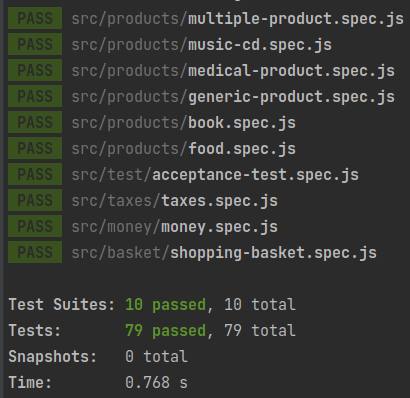 PASS src/products/multiple-product.spec.js
PASS src/products/music-cd.spec.js
PASS src/products/medical-product.spec.js
PASS src/products/generic-product.spec.js
PASS src/products/book.spec.js
PASS src/products/food.spec.js
PASS src/test/acceptance-test.spec.js
PASS src/taxes/taxes.spec.js
PASS src/money/money.spec.js
PASS src/basket/shopping-basket.spec.js
Test Suites: 10 passed, 10 total
Tests: 79 passed, 79 total
Snapshots: 0 total
Time: 0.768 s